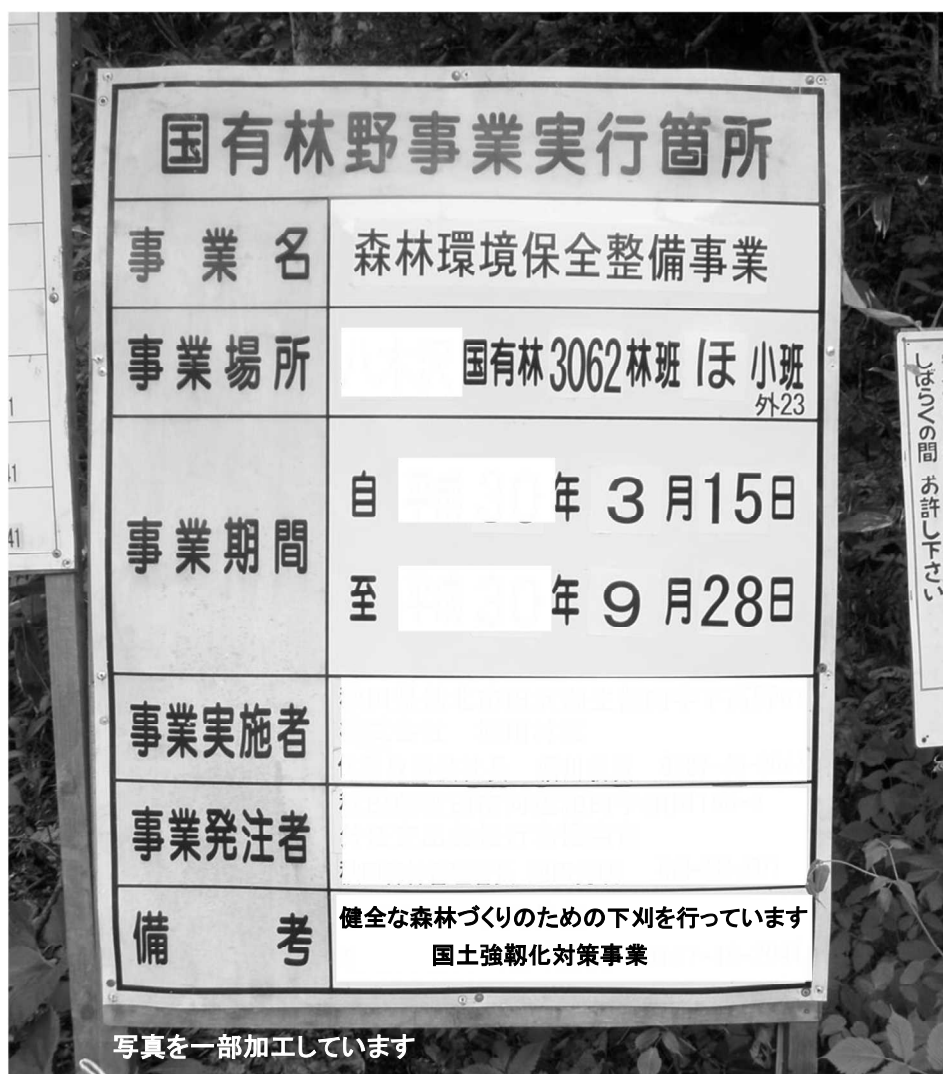 国有林野事業実行箇所
事業名 森林環境保全整備事業
事業場所 国有林3062林班 ほ 小班
外23
事業期間
自 年 3 月15日
至 年 9 月28日
事業実施者
事業発注者
備考
健全な森林づくりのための下刈を行っています
国土強靱化対策事業
しばらくの間 お許し下さい
1
41
41
写真を一部加工しています